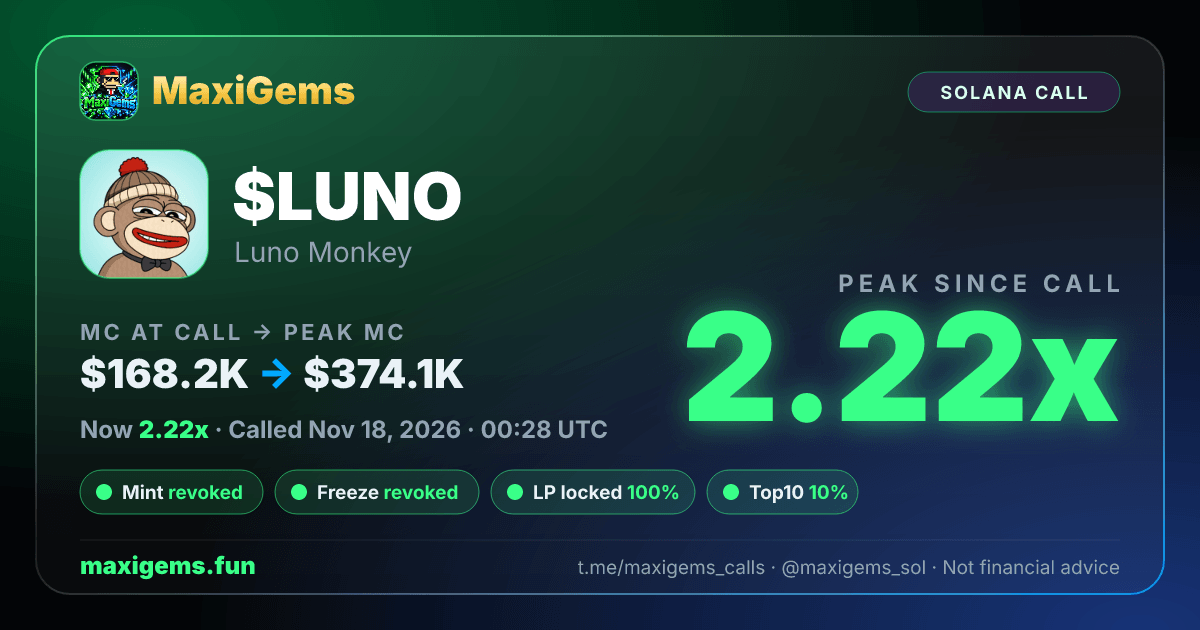 MaxiGems
MaxiGems
SOLANA CALL
$LUNO
Luno Monkey
PEAK SINCE CALL
2.22x
MC AT CALL → PEAK MC
$168.2K → $374.1K
Now 2.22x · Called Nov 18, 2026 · 00:28 UTC
Mint revoked
Freeze revoked
LP locked 100%
Top10 10%
maxigems.fun
t.me/maxigems_calls · @maxigems_sol · Not financial advice